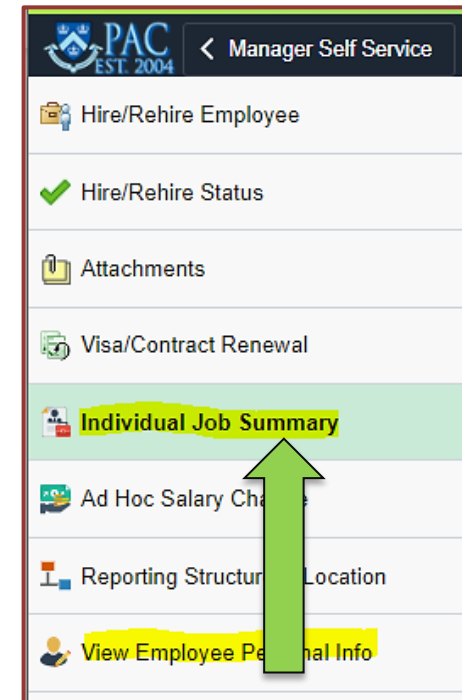 PAC
EST. 2004
Manager Self Service
Hire/Rehire Employee
Hire/Rehire Status
Attachments
Visa/Contract Renewal
Individual Job Summary
Ad Hoc Salary
Reporting Location
View Employee Info